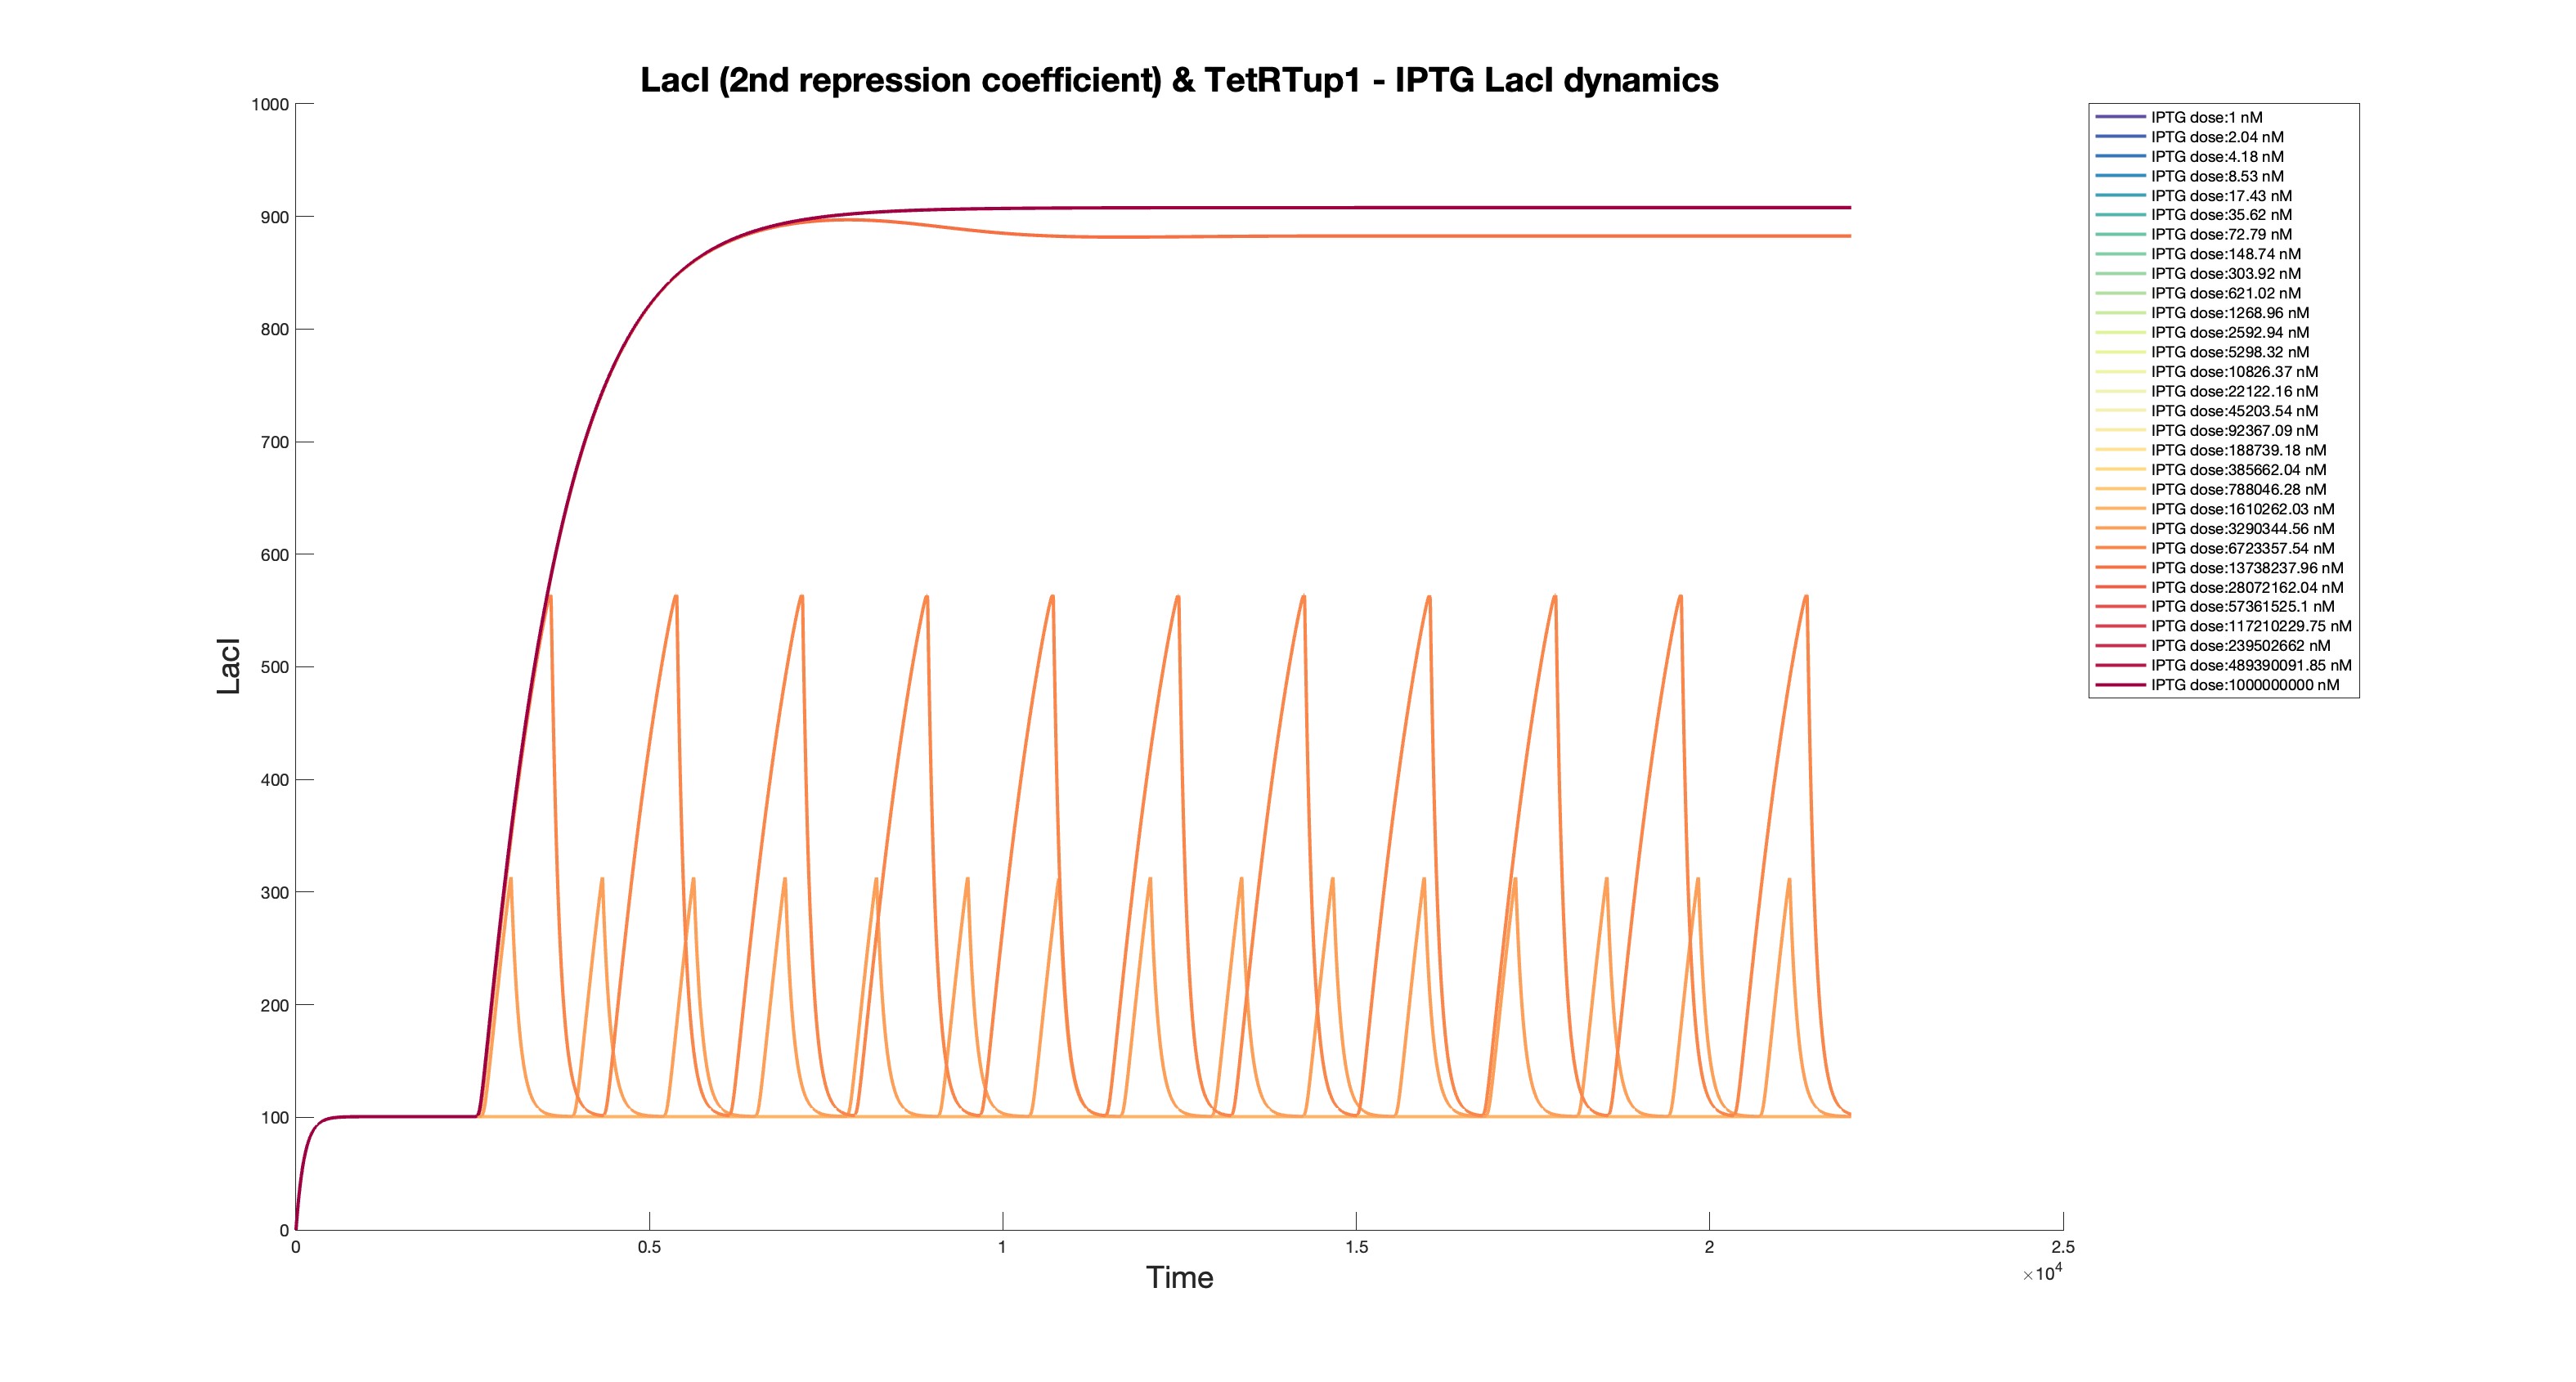 LacI (2nd repression coefficient) & TetRTup1 - IPTG LacI dynamics
1000
900
800
700
600
500
400
300
200
100
0
LacI
0
0.5
1
1.5
2
2.5
×10^4
Time
IPTG dose:1 nM
IPTG dose:2.04 nM
IPTG dose:4.18 nM
IPTG dose:8.53 nM
IPTG dose:17.43 nM
IPTG dose:35.62 nM
IPTG dose:72.79 nM
IPTG dose:148.74 nM
IPTG dose:303.92 nM
IPTG dose:621.02 nM
IPTG dose:1268.96 nM
IPTG dose:2592.94 nM
IPTG dose:5298.32 nM
IPTG dose:10826.37 nM
IPTG dose:22122.16 nM
IPTG dose:45203.54 nM
IPTG dose:92367.09 nM
IPTG dose:188739.18 nM
IPTG dose:385662.04 nM
IPTG dose:788046.28 nM
IPTG dose:1610262.03 nM
IPTG dose:3290344.56 nM
IPTG dose:6723357.54 nM
IPTG dose:13738237.96 nM
IPTG dose:28072162.04 nM
IPTG dose:57361525.1 nM
IPTG dose:117210229.75 nM
IPTG dose:239502662 nM
IPTG dose:489390091.85 nM
IPTG dose:1000000000 nM